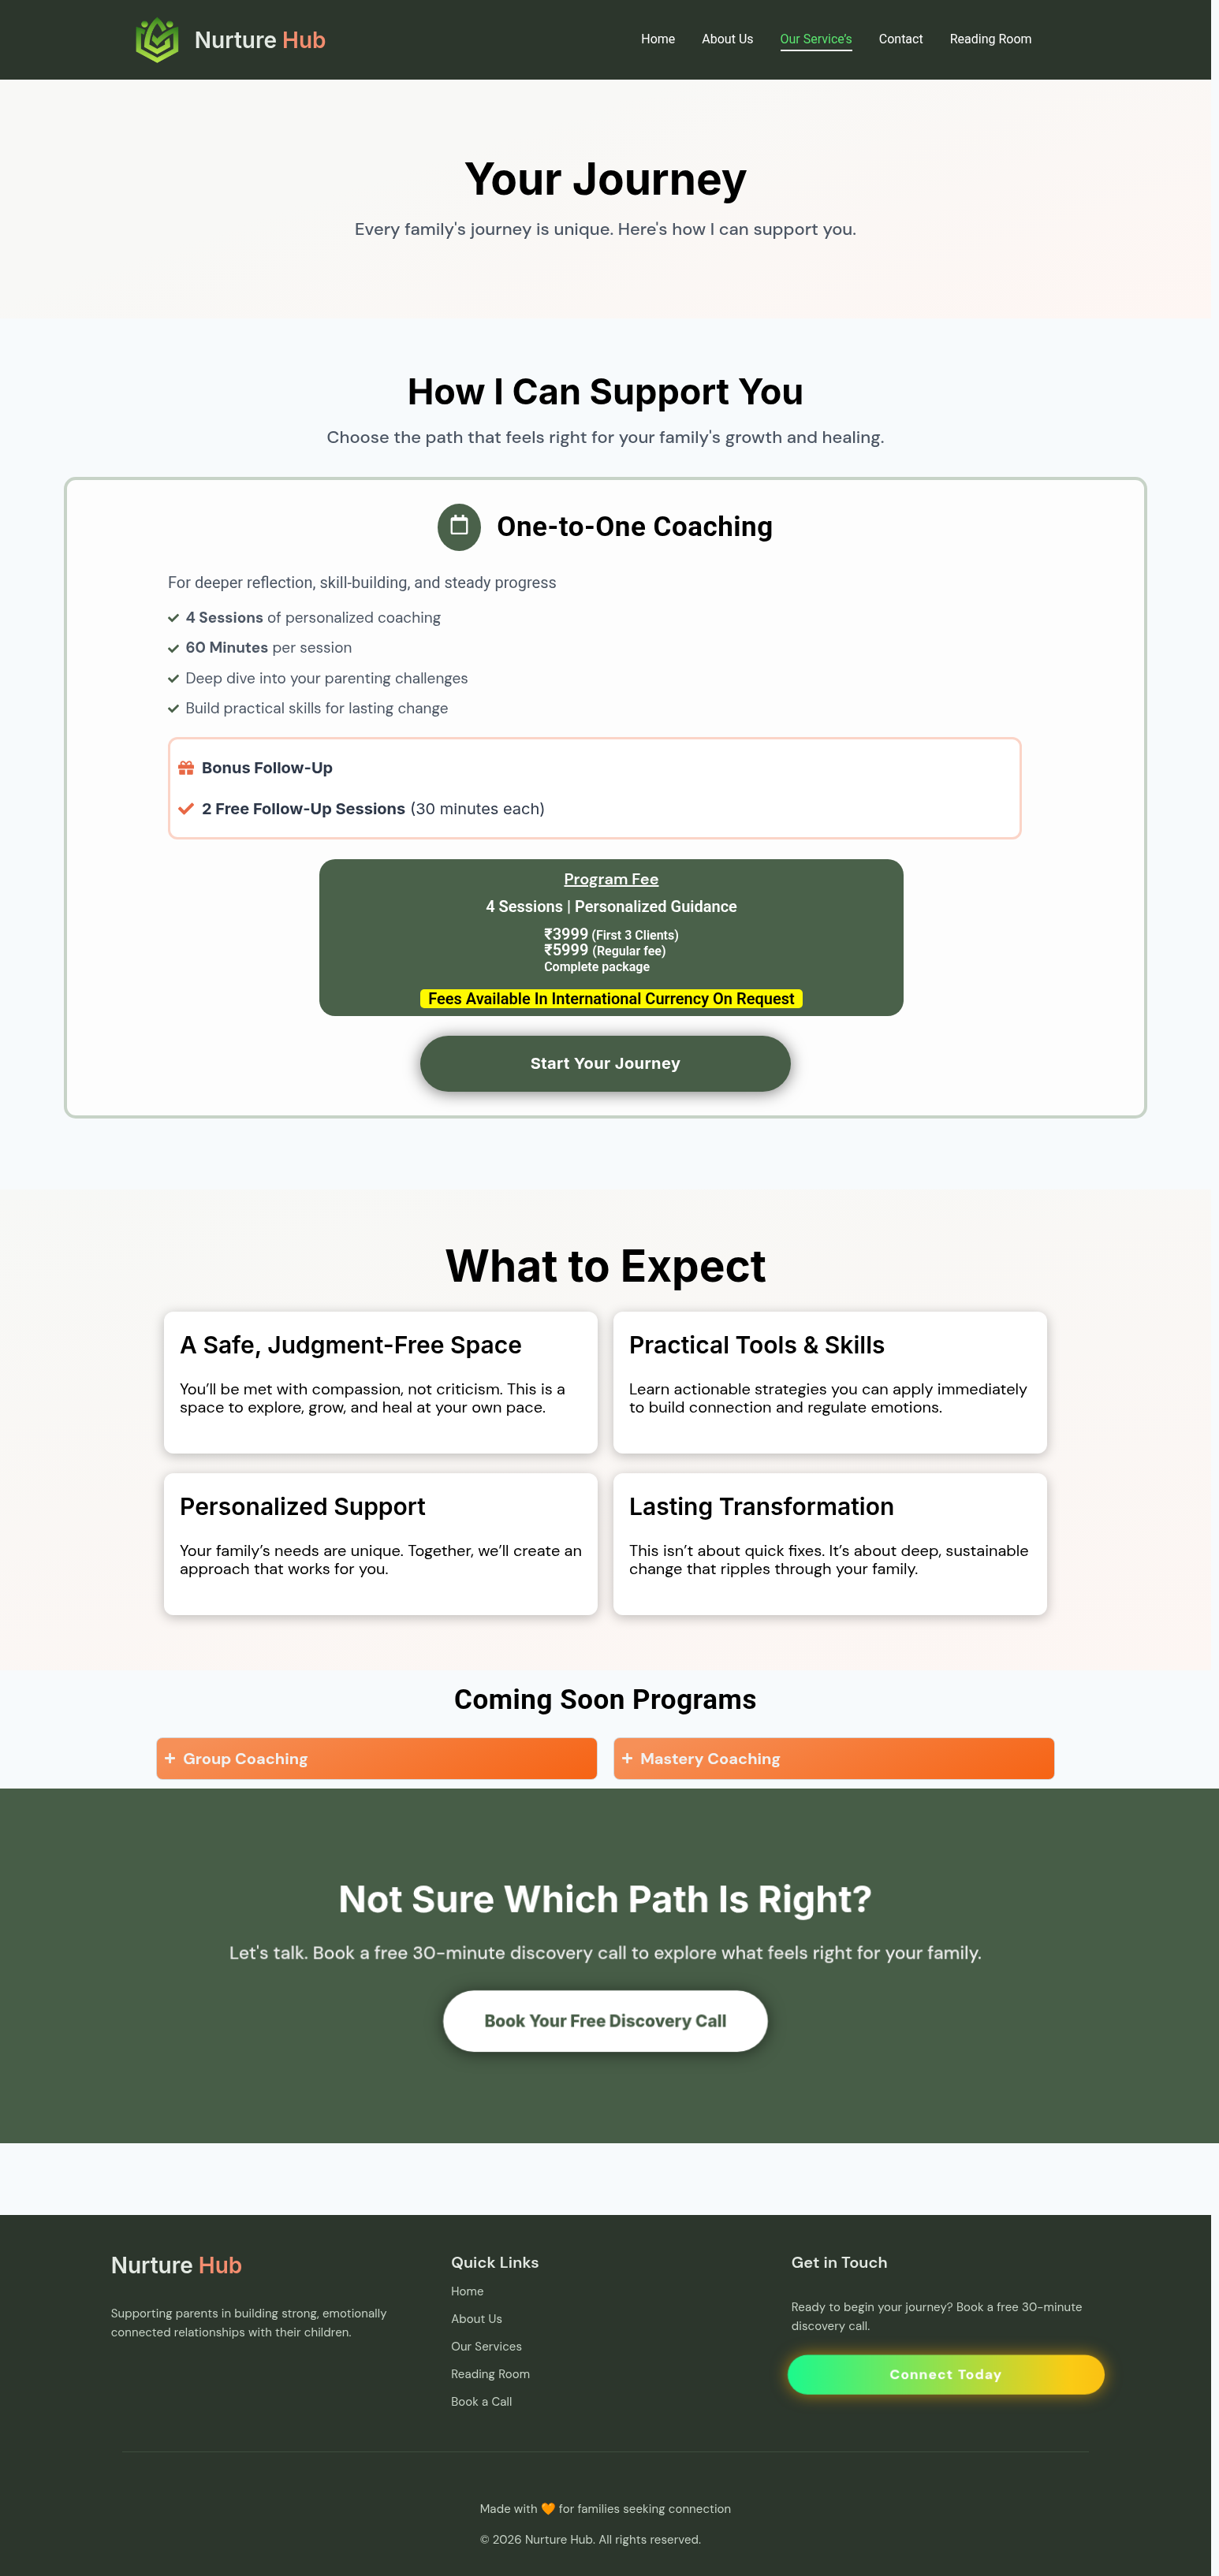 Nurture Hub
Home
About Us
Our Service’s
Contact
Reading Room
Your Journey
Every family's journey is unique. Here's how I can support you.
How I Can Support You
Choose the path that feels right for your family's growth and healing.
One-to-One Coaching
For deeper reflection, skill-building, and steady progress
4 Sessions of personalized coaching
60 Minutes per session
Deep dive into your parenting challenges
Build practical skills for lasting change
Bonus Follow-Up
2 Free Follow-Up Sessions (30 minutes each)
Program Fee
4 Sessions | Personalized Guidance
₹3999 (First 3 Clients)
₹5999 (Regular fee)
Complete package
Fees Available In International Currency On Request
Start Your Journey
What to Expect
A Safe, Judgment-Free Space
You’ll be met with compassion, not criticism. This is a
space to explore, grow, and heal at your own pace.
Practical Tools & Skills
Learn actionable strategies you can apply immediately
to build connection and regulate emotions.
Personalized Support
Your family’s needs are unique. Together, we’ll create an
approach that works for you.
Lasting Transformation
This isn’t about quick fixes. It’s about deep, sustainable
change that ripples through your family.
Coming Soon Programs
+ Group Coaching
+ Mastery Coaching
Not Sure Which Path Is Right?
Let's talk. Book a free 30-minute discovery call to explore what feels right for your family.
Book Your Free Discovery Call
Nurture Hub
Supporting parents in building strong, emotionally
connected relationships with their children.
Quick Links
Home
About Us
Our Services
Reading Room
Book a Call
Get in Touch
Ready to begin your journey? Book a free 30-minute
discovery call.
Connect Today
Made with 🧡 for families seeking connection
© 2026 Nurture Hub. All rights reserved.